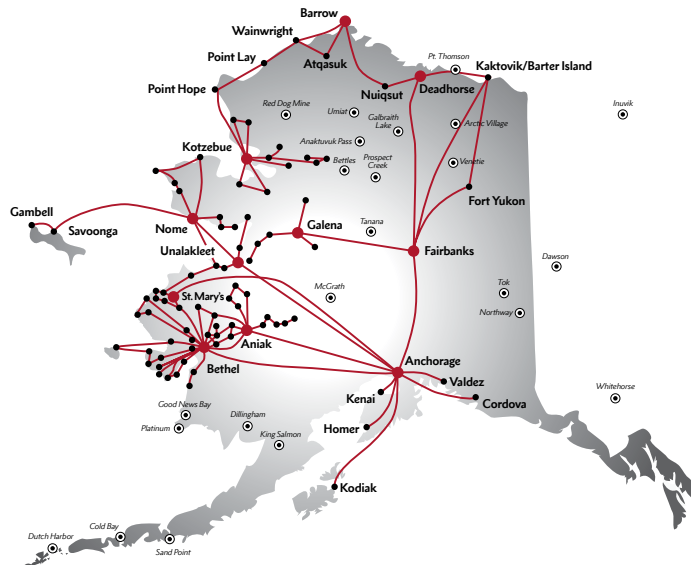 Barrow
Wainwright
Point Lay
Atqasuk
Pt. Thomson
Kaktovik/Barter Island
Point Hope
Nuiqsut
Deadhorse
Red Dog Mine
Umiat
Galbraith
Lake
Arctic Village
Inuvik
Kotzebue
Anaktuvuk Pass
Bettles
Prospect
Creek
Venetie
Fort Yukon
Gambell
Savoonga
Nome
Galena
Tanana
Unalakleet
Fairbanks
Dawson
St. Mary's
McGrath
Tok
Northway
Aniak
Bethel
Anchorage
Valdez
Cordova
Kenai
Whitehorse
Good News Bay
Platinum
Dillingham
King Salmon
Homer
Kodiak
Cold Bay
Dutch Harbor
Sand Point